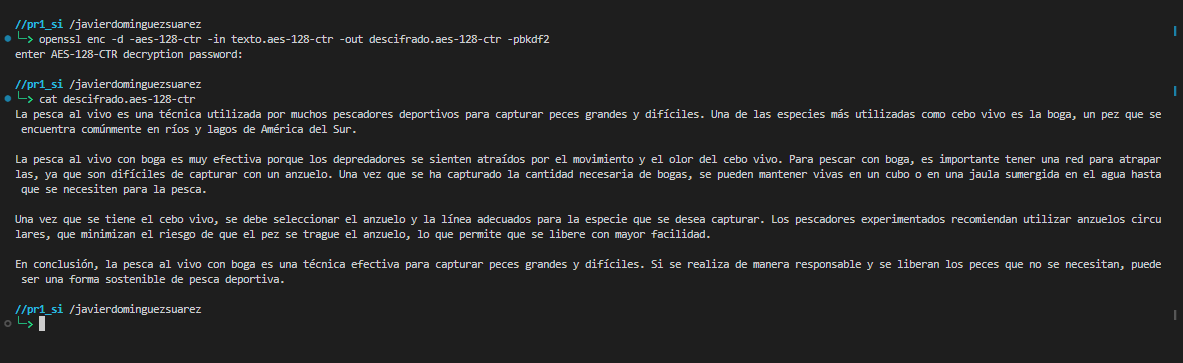 //pr1_si /javierdominguezsuarez
└─> openssl enc -d -aes-128-ctr -in texto.aes-128-ctr -out descifrado.aes-128-ctr -pbkdf2
enter AES-128-CTR decryption password:
//pr1_si /javierdominguezsuarez
└─> cat descifrado.aes-128-ctr
La pesca al vivo es una técnica utilizada por muchos pescadores deportivos para capturar peces grandes y difíciles. Una de las especies más utilizadas como cebo vivo es la boga, un pez que se
encuentra comúnmente en ríos y lagos de América del Sur.
La pesca al vivo con boga es muy efectiva porque los depredadores se sienten atraídos por el movimiento y el olor del cebo vivo. Para pescar con boga, es importante tener una red para atrapar
las, ya que son difíciles de capturar con un anzuelo. Una vez que se ha capturado la cantidad necesaria de bogas, se pueden mantener vivas en un cubo o en una jaula sumergida en el agua hasta
que se necesiten para la pesca.
Una vez que se tiene el cebo vivo, se debe seleccionar el anzuelo y la línea adecuados para la especie que se desea capturar. Los pescadores experimentados recomiendan utilizar anzuelos circu
lares, que minimizan el riesgo de que el pez se trague el anzuelo, lo que permite que se libere con mayor facilidad.
En conclusión, la pesca al vivo con boga es una técnica efectiva para capturar peces grandes y difíciles. Si se realiza de manera responsable y se liberan los peces que no se necesitan, puede
ser una forma sostenible de pesca deportiva.
//pr1_si /javierdominguezsuarez
└─>